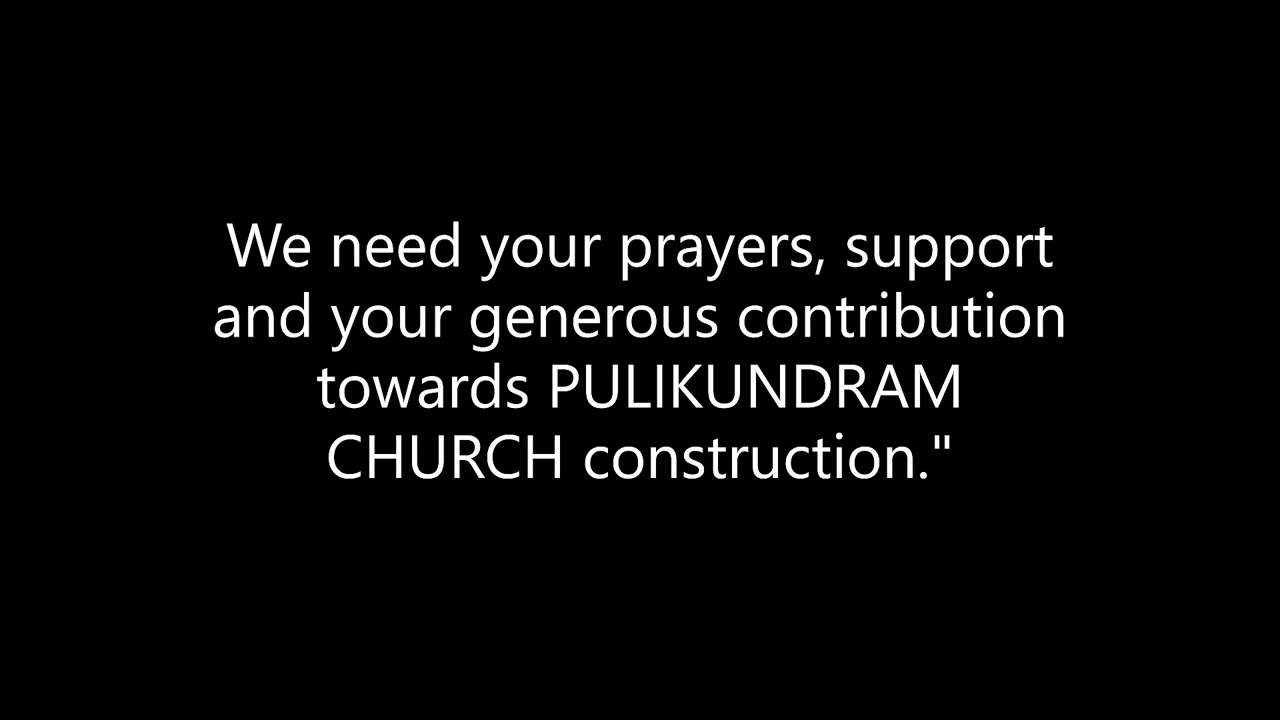 We need your prayers, support
and your generous contribution
towards PULIKUNDRAM
CHURCH construction."